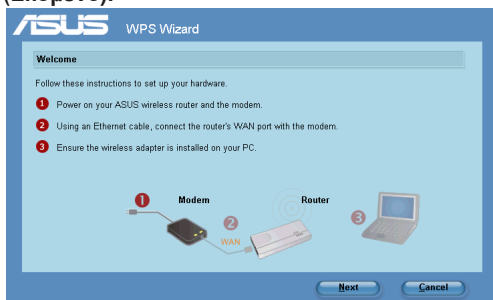 (Επόμενο).
ASUS WPS Wizard
Welcome
Follow these instructions to set up your hardware.
1 Power on your ASUS wireless router and the modem.
2 Using an Ethernet cable, connect the router's WAN port with the modem.
3 Ensure the wireless adapter is installed on your PC.
1 Modem 2 WAN Router 3
Next Cancel